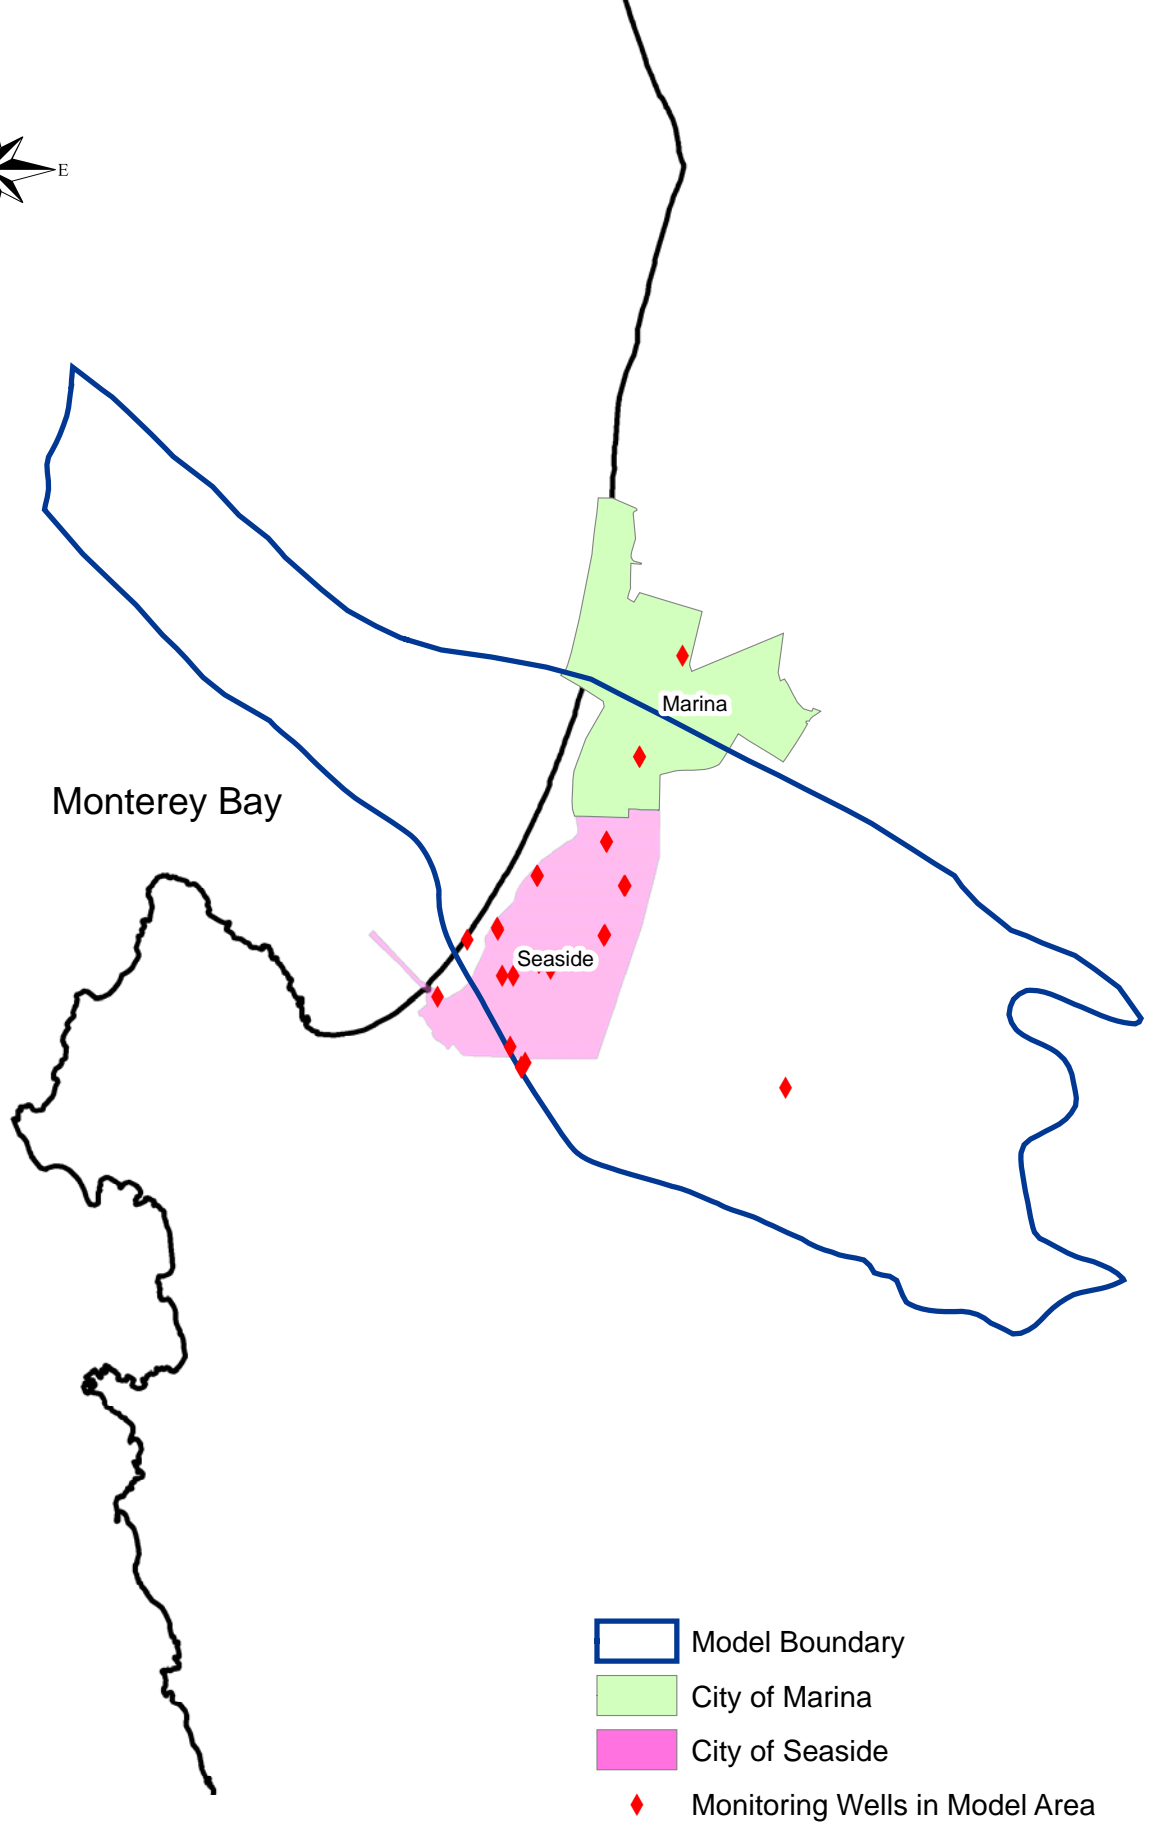 E
Marina
Monterey Bay
Seaside
Model Boundary
City of Marina
City of Seaside
Monitoring Wells in Model Area